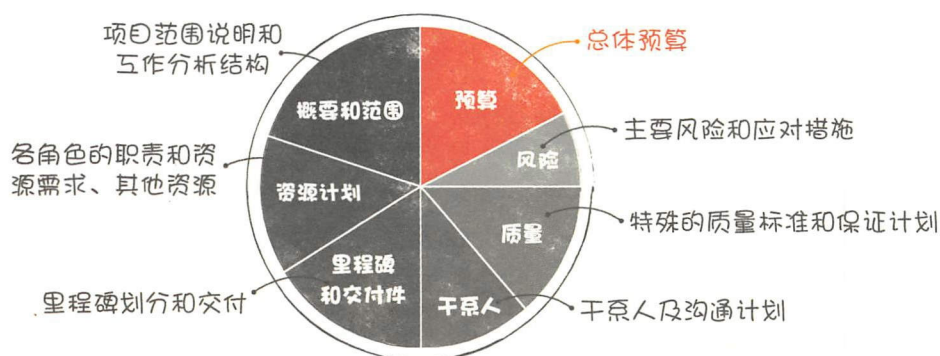 项目范围说明和
工作分析结构
总体预算
概要和范围
预算
主要风险和应对措施
风险
各角色的职责和资
源需求、其他资源
资源计划
特殊的质量标准和保证计划
质量
里程碑
和交付件
里程碑划分和交付
干系人
干系人及沟通计划